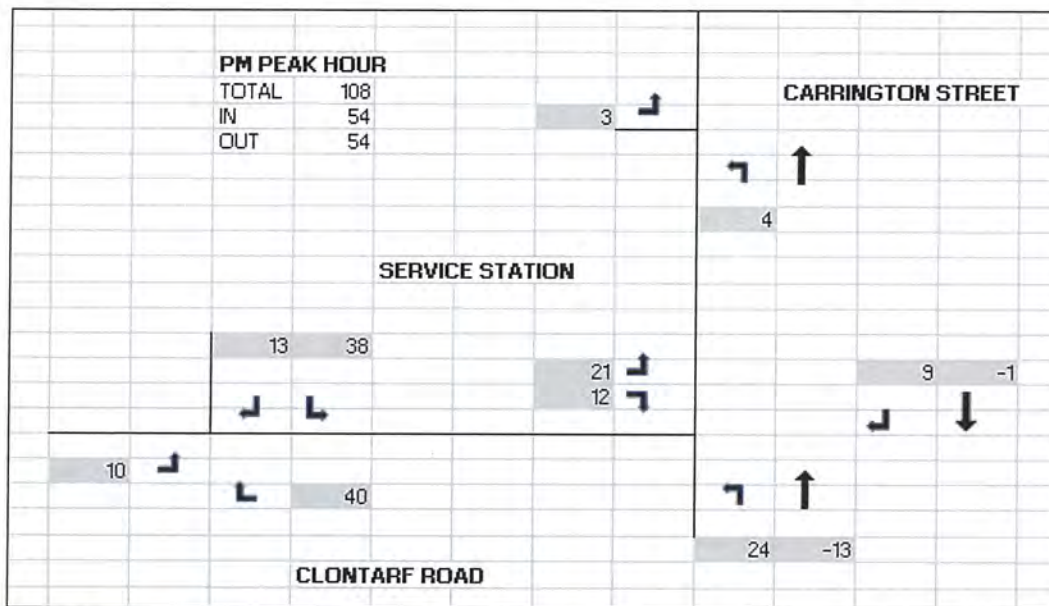 PM PEAK HOUR
TOTAL 108
CARRINGTON STREET
IN 54
3
OUT 54
4
SERVICE STATION
13 38
21
9 -1
12
10
40
24 -13
CLONTARF ROAD